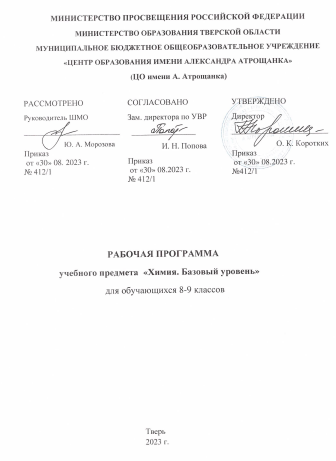 МИНИСТЕРСТВО ПРОСВЕЩЕНИЯ РОССИЙСКОЙ ФЕДЕРАЦИИ
МИНИСТЕРСТВО ОБРАЗОВАНИЯ ТВЕРСКОЙ ОБЛАСТИ
МУНИЦИПАЛЬНОЕ БЮДЖЕТНОЕ ОБЩЕОБРАЗОВАТЕЛЬНОЕ УЧРЕЖДЕНИЕ
«ЦЕНТР ОБРАЗОВАНИЯ ИМЕНИ АЛЕКСАНДРА АТРОЩАНКА»
(ЦО имени А. Атрощанка)
РАССМОТРЕНО
Руководитель ШМО
Ю. А. Морозова
Приказ
от «30» 08. 2023 г.
№ 412/1
СОГЛАСОВАНО
Зам. директора по УВР
И. Н. Попова
Приказ
от «30» 08.2023 г.
№ 412/1
УТВЕРЖДЕНО
Директор
О. К. Коротких
Приказ
от «30» 08.2023 г.
№412/1
РАБОЧАЯ ПРОГРАММА
учебного предмета «Химия. Базовый уровень»
для обучающихся 8-9 классов
Тверь
2023 г.